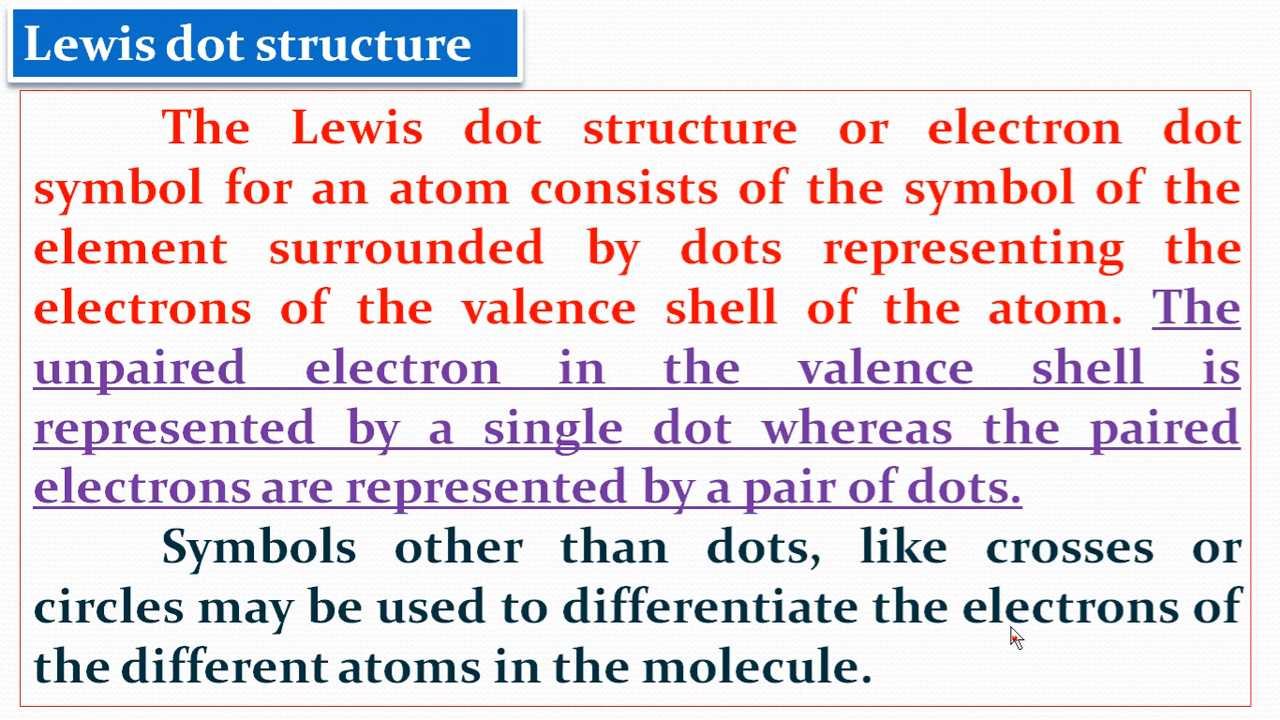 Lewis dot structure
The Lewis dot structure or electron dot
symbol for an atom consists of the symbol of the
element surrounded by dots representing the
electrons of the valence shell of the atom. The
unpaired electron in the valence shell is
represented by a single dot whereas the paired
electrons are represented by a pair of dots.
Symbols other than dots, like crosses or
circles may be used to differentiate the electrons of
the different atoms in the molecule.